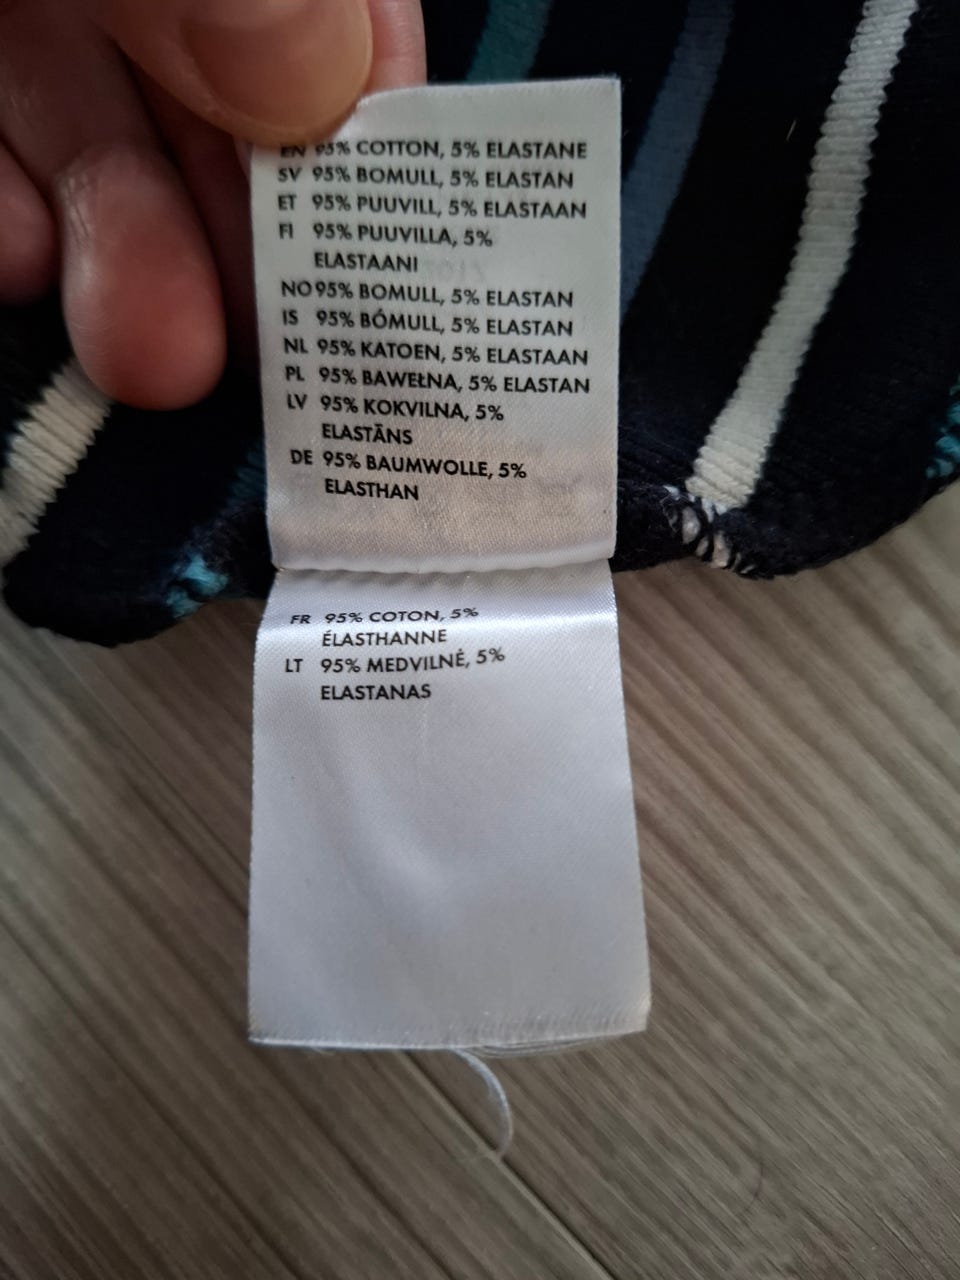 EN 95% COTTON, 5% ELASTANE
SV 95% BOMULL, 5% ELASTAN
ET 95% PUUVILL, 5% ELASTAAN
FI 95% PUUVILLA, 5%
ELASTAANI
NO 95% BOMULL, 5% ELASTAN
IS 95% BÓMULL, 5% ELASTAN
NL 95% KATOEN, 5% ELASTAAN
PL 95% BAWEŁNA, 5% ELASTAN
LV 95% KOKVILNA, 5%
ELASTĀNS
DE 95% BAUMWOLLE, 5%
ELASTHAN
FR 95% COTON, 5%
ÉLASTHANNE
LT 95% MEDVILNĖ, 5%
ELASTANAS